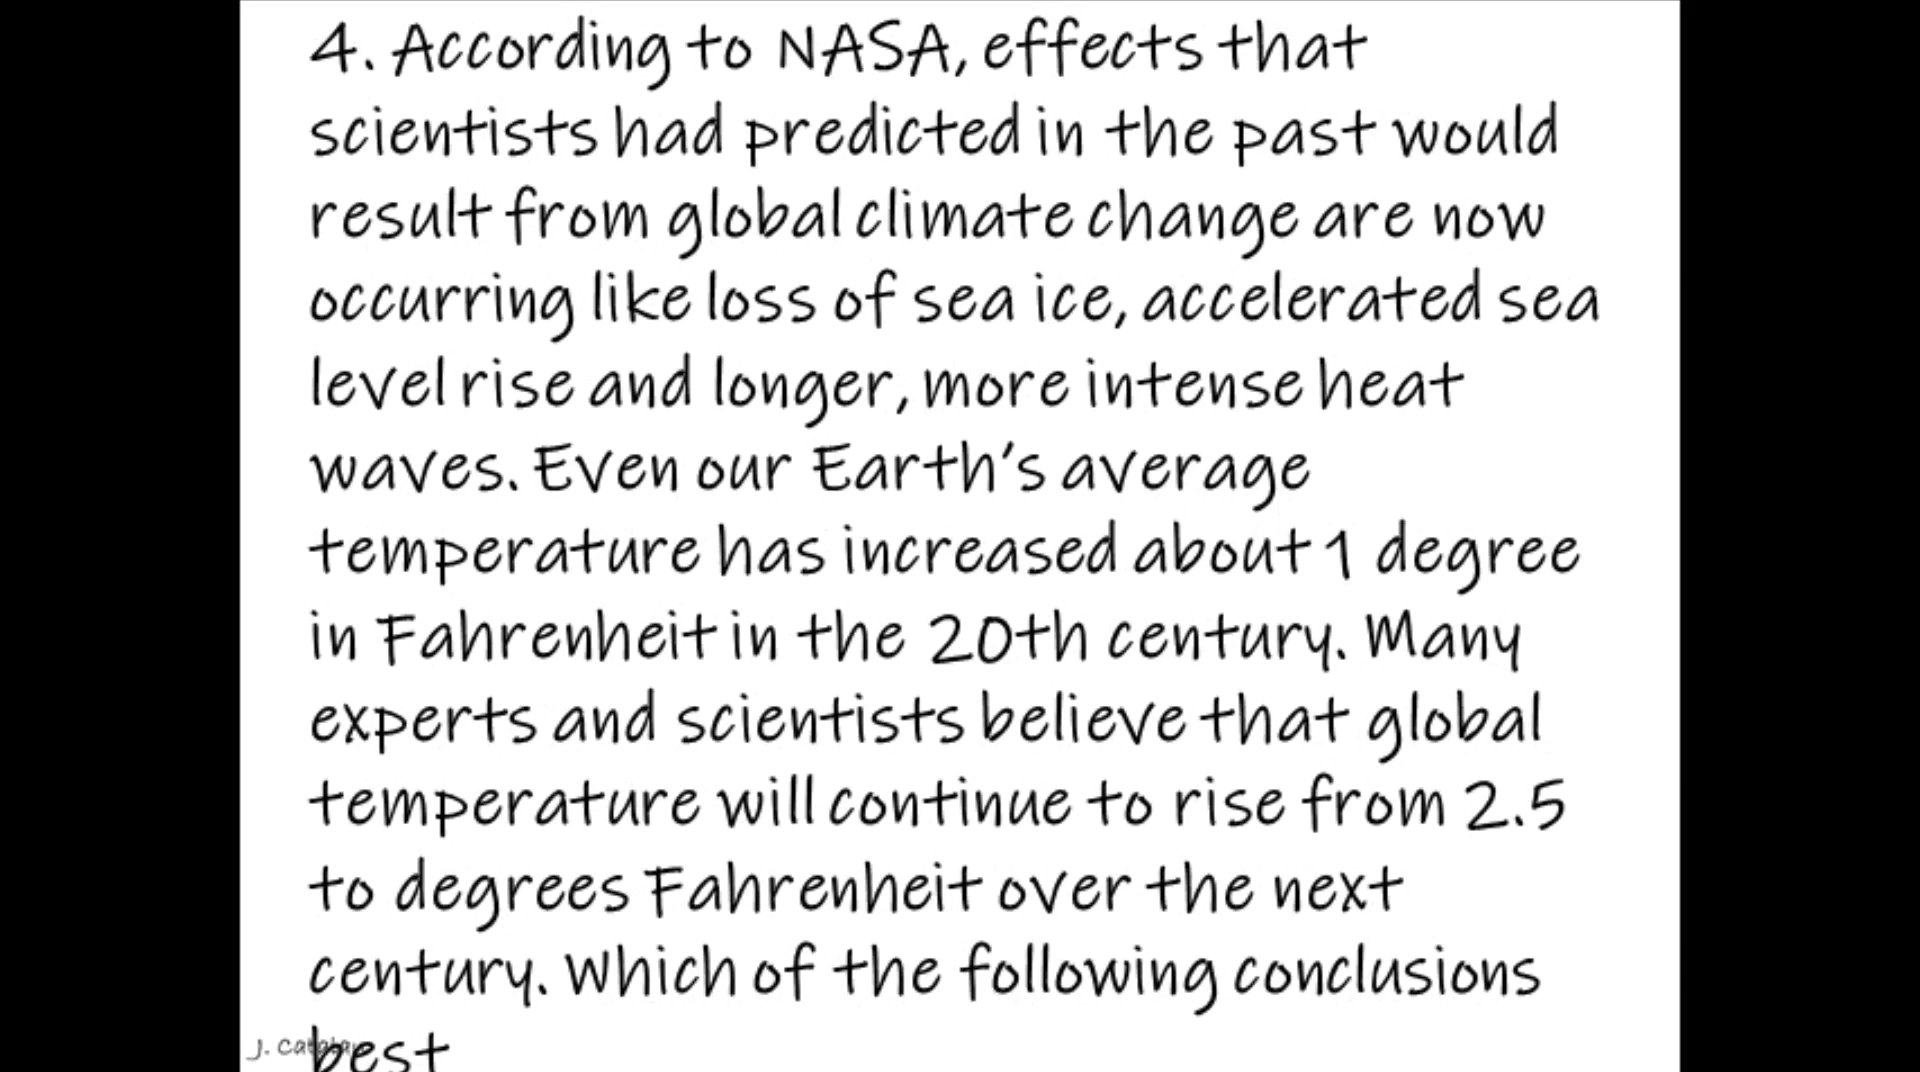 4. According to NASA, effects that
scientists had predicted in the past would
result from global climate change are now
occurring like loss of sea ice, accelerated sea
level rise and longer, more intense heat
waves. Even our Earth's average
temperature has increased about 1 degree
in Fahrenheit in the 20th century. Many
experts and scientists believe that global
temperature will continue to rise from 2.5
to degrees Fahrenheit over the next
century. Which of the following conclusions
best
J.